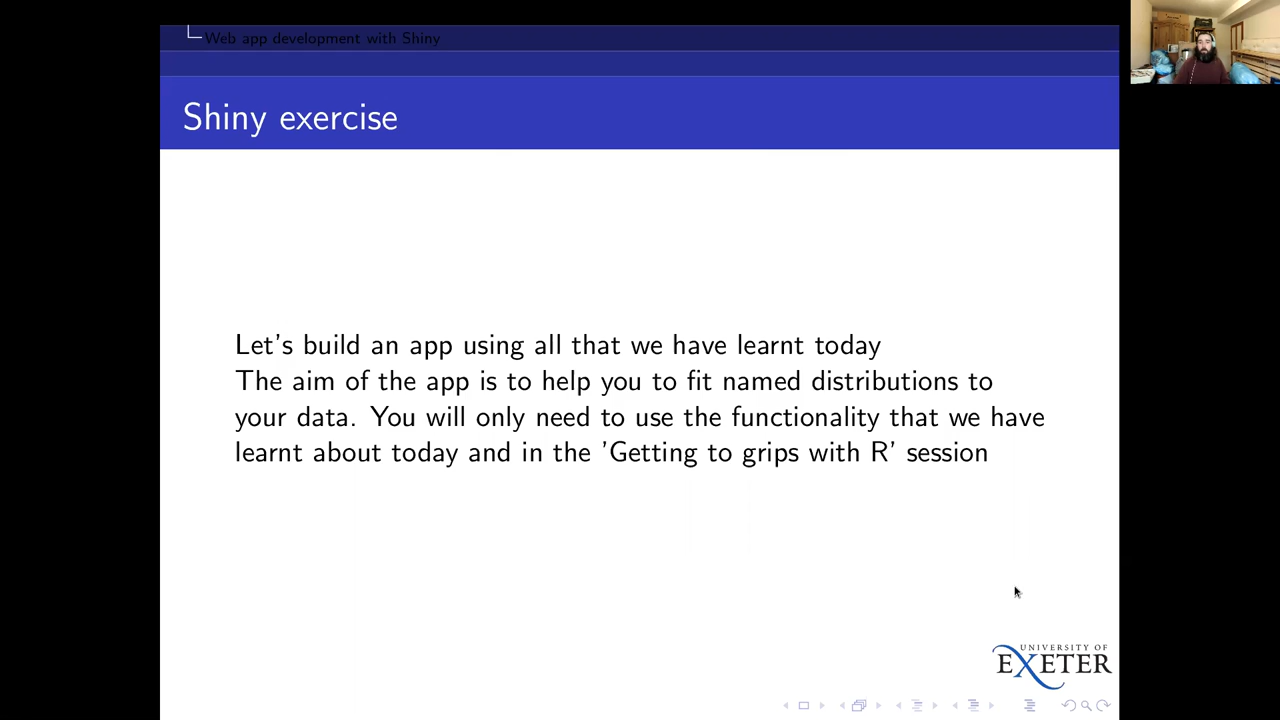 Web app development with Shiny
Shiny exercise
Let's build an app using all that we have learnt today
The aim of the app is to help you to fit named distributions to
your data. You will only need to use the functionality that we have
learnt about today and in the 'Getting to grips with R' session
UNIVERSITY OF
EXETER